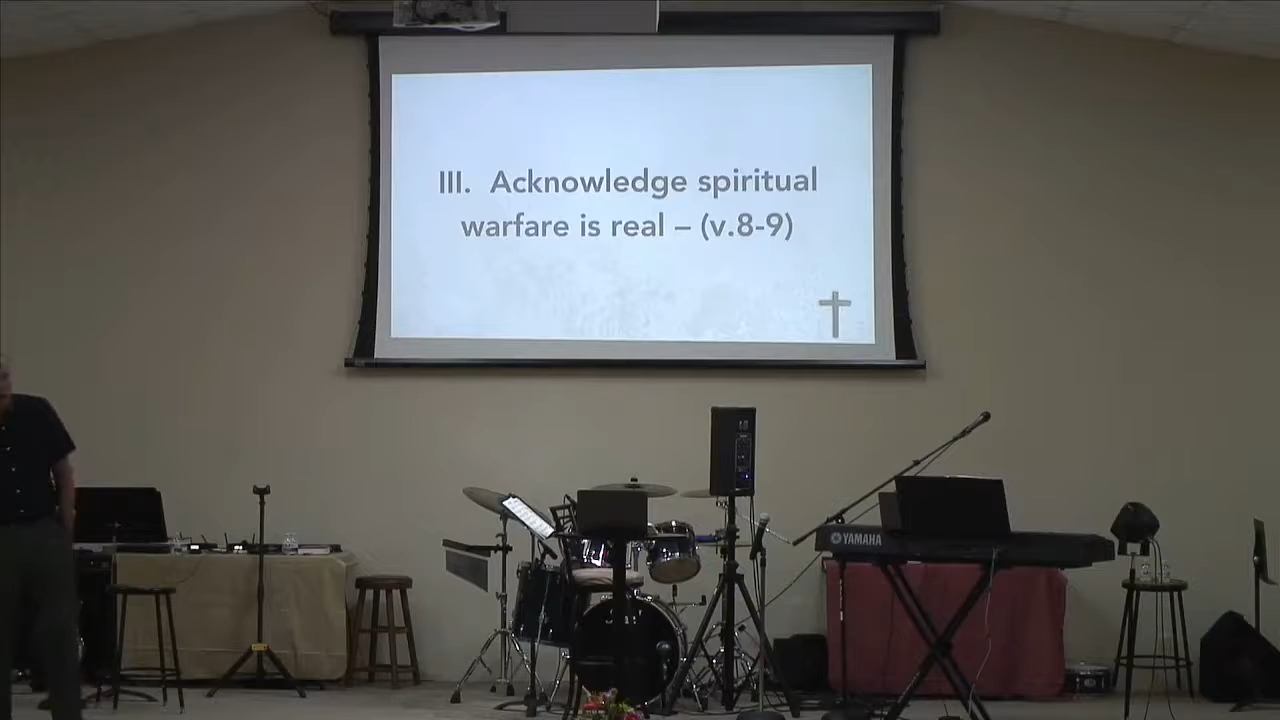 III. Acknowledge spiritual
warfare is real – (v.8-9)
YAMAHA